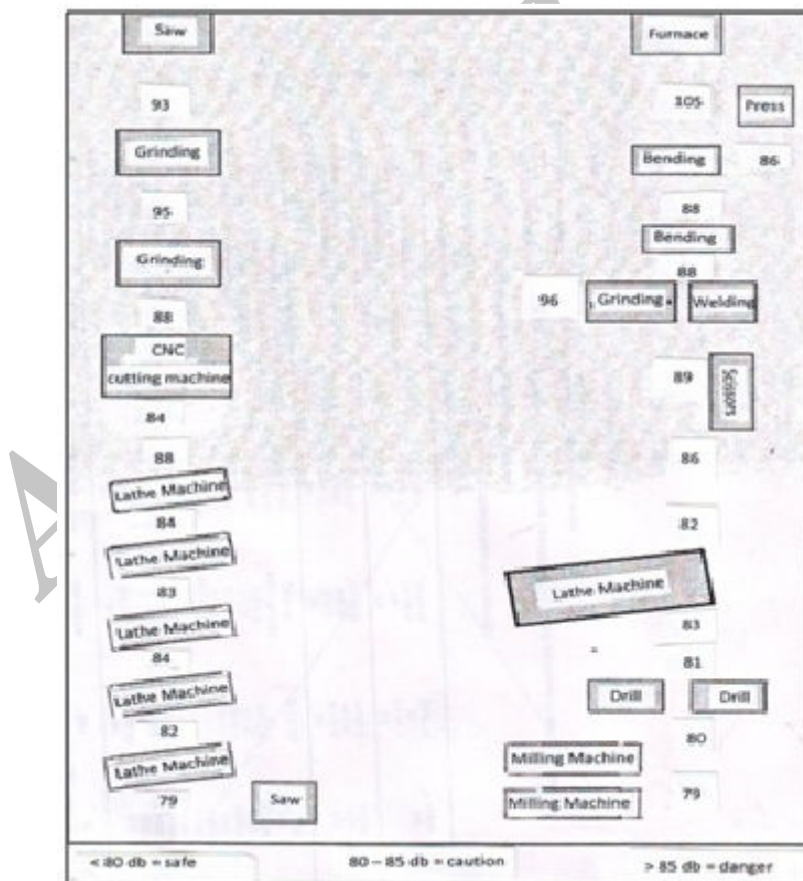 Saw
Furnace
93
105
Press
Grinding
Bending
86
95
88
Grinding
Bending
88
96
Grinding
Welding
88
CNC
cutting machine
89
Scissors
84
88
86
Lathe Machine
84
82
Lathe Machine
Lathe Machine
83
Lathe Machine
83
84
81
Lathe Machine
Drill
Drill
82
80
Lathe Machine
Milling Machine
79
Saw
Milling Machine
79
< 80 db = safe
80 – 85 db = caution
> 85 db = danger